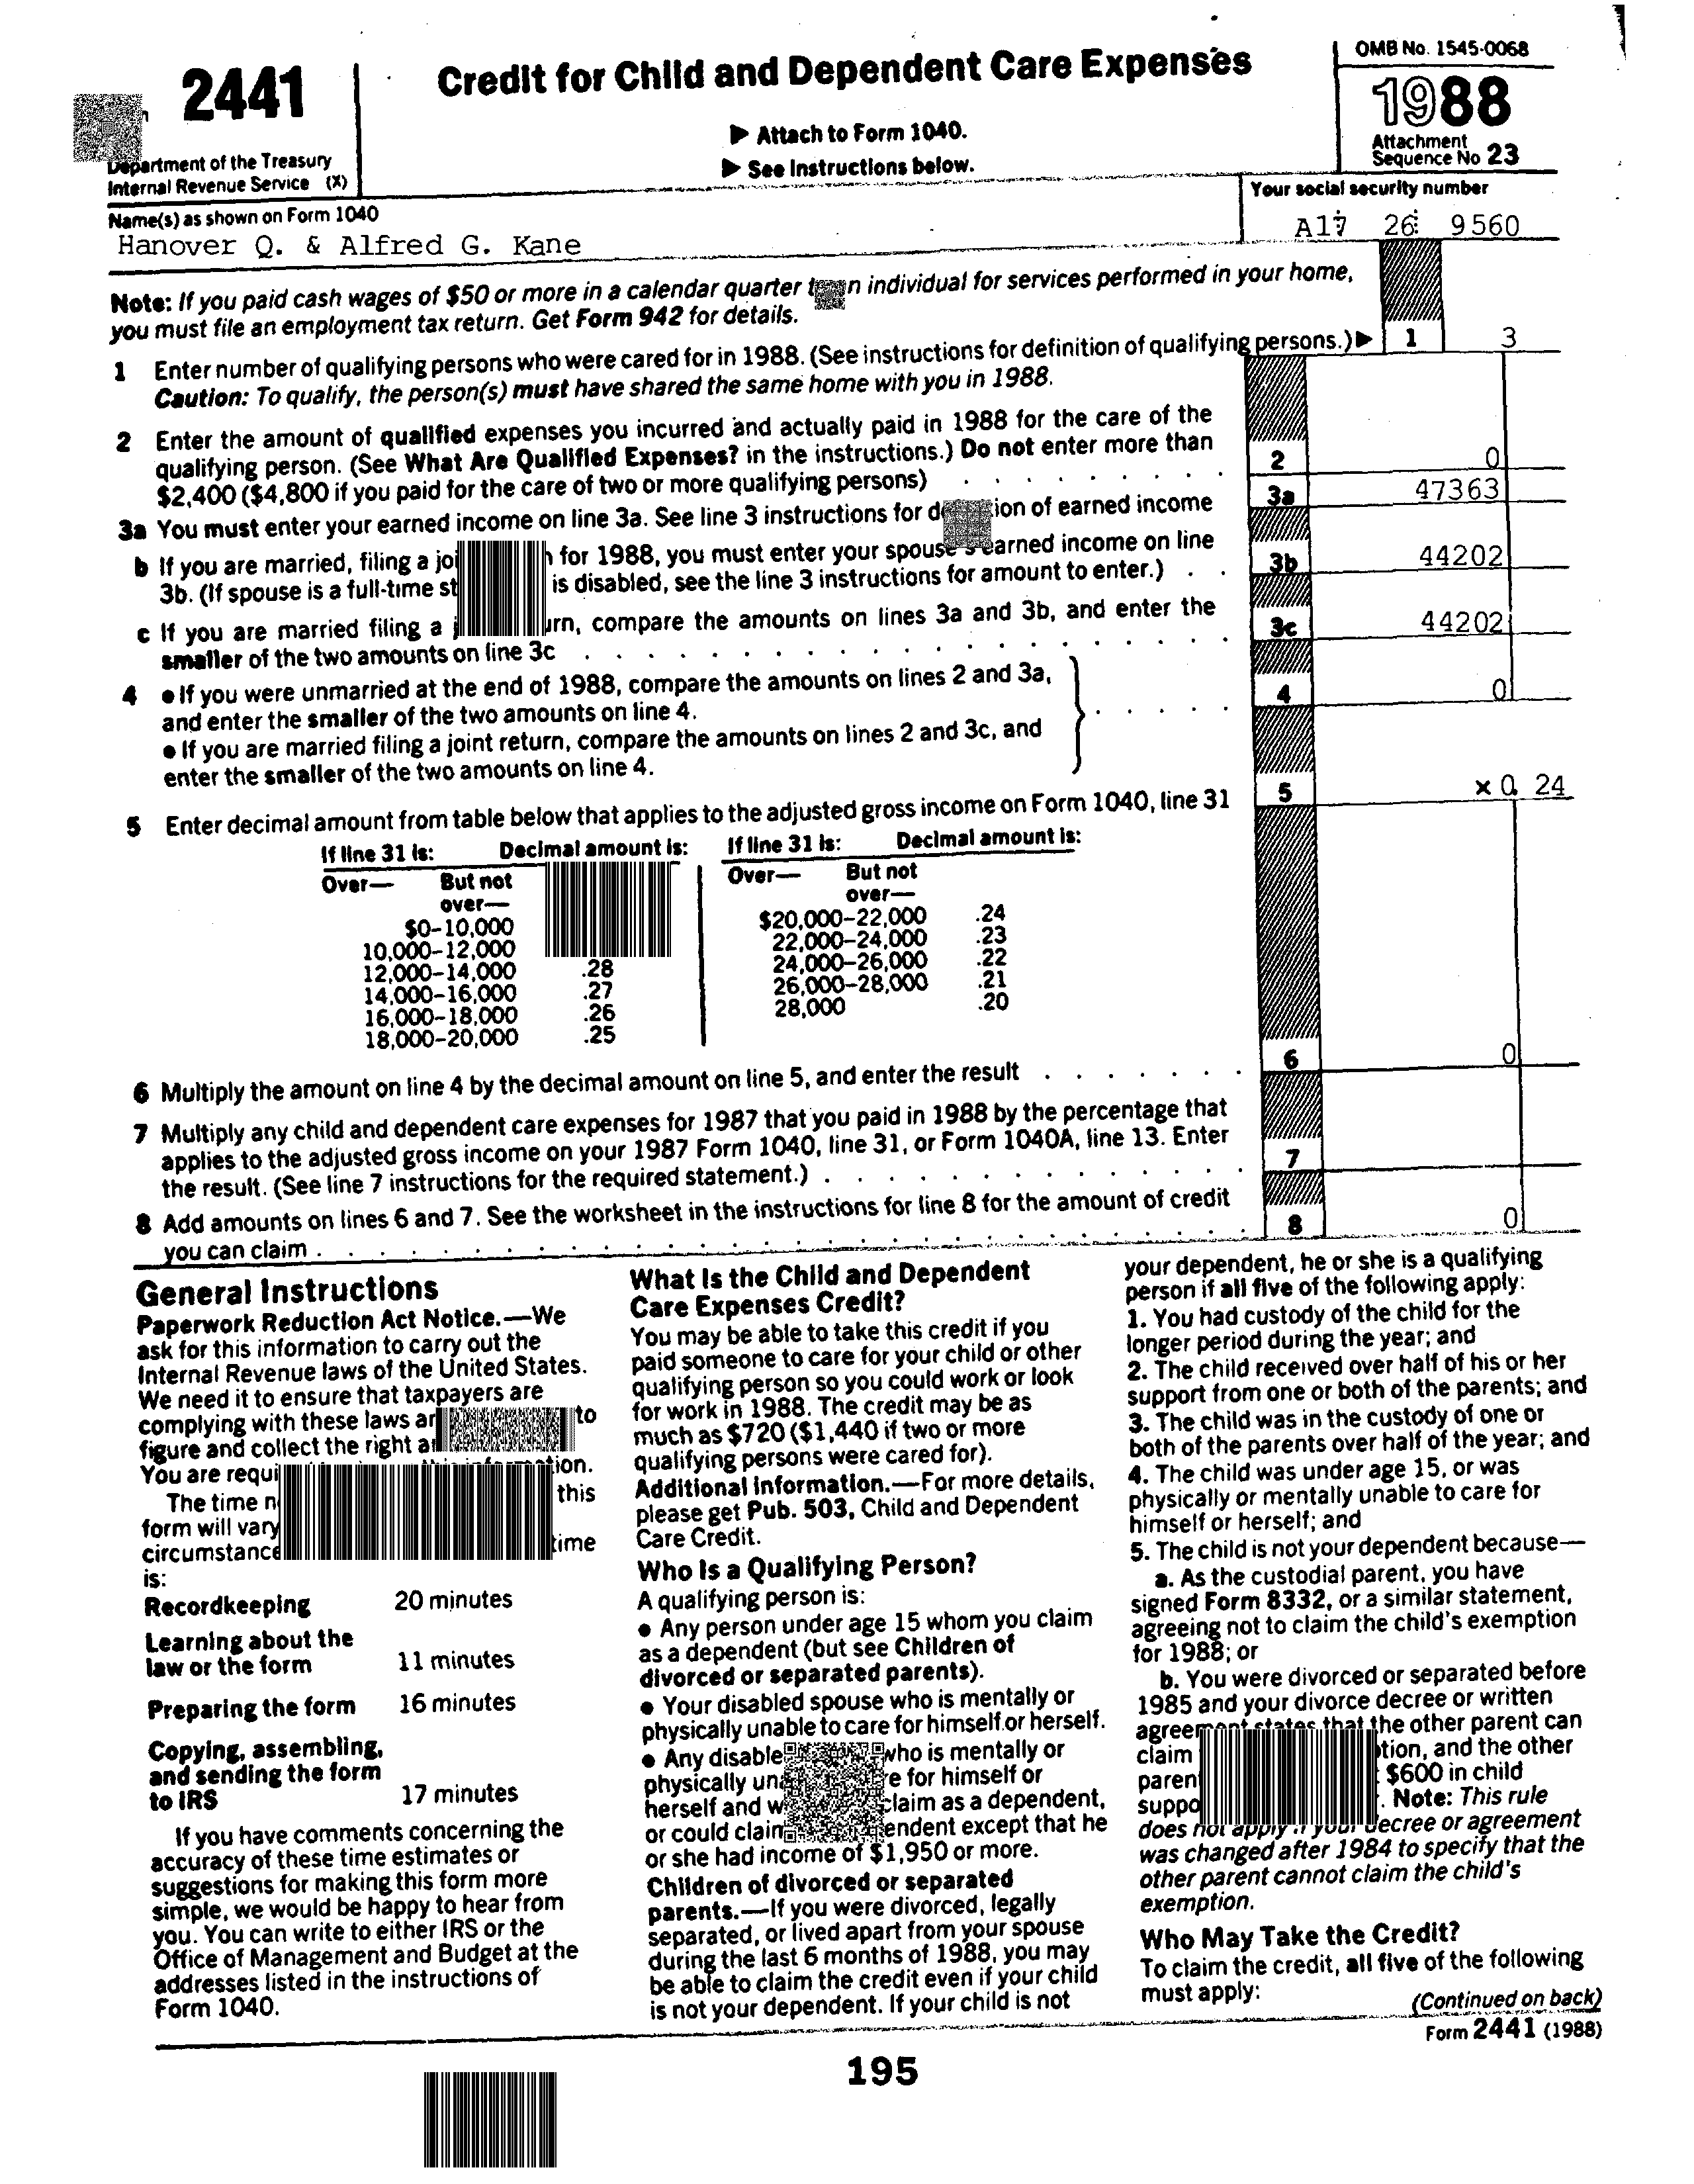 2441
Credit for Child and Dependent Care Expenses
▶ Attach to Form 1040.
▶ See Instructions below.
OMB No. 1545-0068
1988
Attachment
Sequence No 23
Department of the Treasury
Internal Revenue Service (X)
Name(s) as shown on Form 1040
Hanover Q. & Alfred G. Kane
Your social security number
A17 26 9560
Note: If you paid cash wages of $50 or more in a calendar quarter individual for services performed in your home,
you must file an employment tax return. Get Form 942 for details.
1 Enter number of qualifying persons who were cared for in 1988. (See instructions for definition of qualifying persons.) ▶ 1 3
Caution: To qualify, the person(s) must have shared the same home with you in 1988.
2 Enter the amount of qualified expenses you incurred and actually paid in 1988 for the care of the
qualifying person. (See What Are Qualified Expenses? in the instructions.) Do not enter more than
$2,400 ($4,800 if you paid for the care of two or more qualifying persons) . . . . . . . 2 0
3a You must enter your earned income on line 3a. See line 3 instructions for of earned income 3a 47363
b If you are married, filing a for 1988, you must enter your spouse's earned income on line
3b. (If spouse is a full-time is disabled, see the line 3 instructions for amount to enter.) . . 3b 44202
c If you are married filing a compare the amounts on lines 3a and 3b, and enter the
smaller of the two amounts on line 3c . . . . . . . . . . . . . . . . . . . 3c 44202
4 ● If you were unmarried at the end of 1988, compare the amounts on lines 2 and 3a,
and enter the smaller of the two amounts on line 4.
● If you are married filing a joint return, compare the amounts on lines 2 and 3c, and
enter the smaller of the two amounts on line 4.
. . . . . 4 0
5 Enter decimal amount from table below that applies to the adjusted gross income on Form 1040, line 31 5 × 0. 24
If line 31 is: Decimal amount is: If line 31 is: Decimal amount is:
Over— But not over— Over— But not over—
$0–10,000 $20,000–22,000 .24
10,000–12,000 22,000–24,000 .23
12,000–14,000 .28 24,000–26,000 .22
14,000–16,000 .27 26,000–28,000 .21
16,000–18,000 .26 28,000 .20
18,000–20,000 .25
6 Multiply the amount on line 4 by the decimal amount on line 5, and enter the result . . . . . . . 6 0
7 Multiply any child and dependent care expenses for 1987 that you paid in 1988 by the percentage that
applies to the adjusted gross income on your 1987 Form 1040, line 31, or Form 1040A, line 13. Enter
the result. (See line 7 instructions for the required statement.) . . . . . . . . . . . 7
8 Add amounts on lines 6 and 7. See the worksheet in the instructions for line 8 for the amount of credit
you can claim . . . . . . . . . . . . . . . . . . . . . . . . . . . . . . 8 0
General Instructions
Paperwork Reduction Act Notice.—We
ask for this information to carry out the
Internal Revenue laws of the United States.
We need it to ensure that taxpayers are
complying with these laws to
figure and collect the right
You are
The time this
form will vary
time
is:
Recordkeeping 20 minutes
Learning about the
law or the form 11 minutes
Preparing the form 16 minutes
Copying, assembling,
and sending the form
to IRS 17 minutes
If you have comments concerning the
accuracy of these time estimates or
suggestions for making this form more
simple, we would be happy to hear from
you. You can write to either IRS or the
Office of Management and Budget at the
addresses listed in the instructions of
Form 1040.
What Is the Child and Dependent
Care Expenses Credit?
You may be able to take this credit if you
paid someone to care for your child or other
qualifying person so you could work or look
for work in 1988. The credit may be as
much as $720 ($1,440 if two or more
qualifying persons were cared for).
Additional information.—For more details,
please get Pub. 503, Child and Dependent
Care Credit.
Who Is a Qualifying Person?
A qualifying person is:
● Any person under age 15 whom you claim
as a dependent (but see Children of
divorced or separated parents).
● Your disabled spouse who is mentally or
physically unable to care for himself or herself.
● Any who is mentally or
physically for himself or
herself and claim as a dependent,
or could except that he
or she had income of $1,950 or more.
Children of divorced or separated
parents.—If you were divorced, legally
separated, or lived apart from your spouse
during the last 6 months of 1988, you may
be able to claim the credit even if your child
is not your dependent. If your child is not
your dependent, he or she is a qualifying
person if all five of the following apply:
1. You had custody of the child for the
longer period during the year; and
2. The child received over half of his or her
support from one or both of the parents; and
3. The child was in the custody of one or
both of the parents over half of the year; and
4. The child was under age 15, or was
physically or mentally unable to care for
himself or herself; and
5. The child is not your dependent because—
a. As the custodial parent, you have
signed Form 8332, or a similar statement,
agreeing not to claim the child's exemption
for 1988; or
b. You were divorced or separated before
1985 and your divorce decree or written
agreement states that the other parent can
claim and the other
$600 in child
Note: This rule
does not apply if your decree or agreement
was changed after 1984 to specify that the
other parent cannot claim the child's
exemption.
Who May Take the Credit?
To claim the credit, all five of the following
must apply:
(Continued on back)
Form 2441 (1988)
195